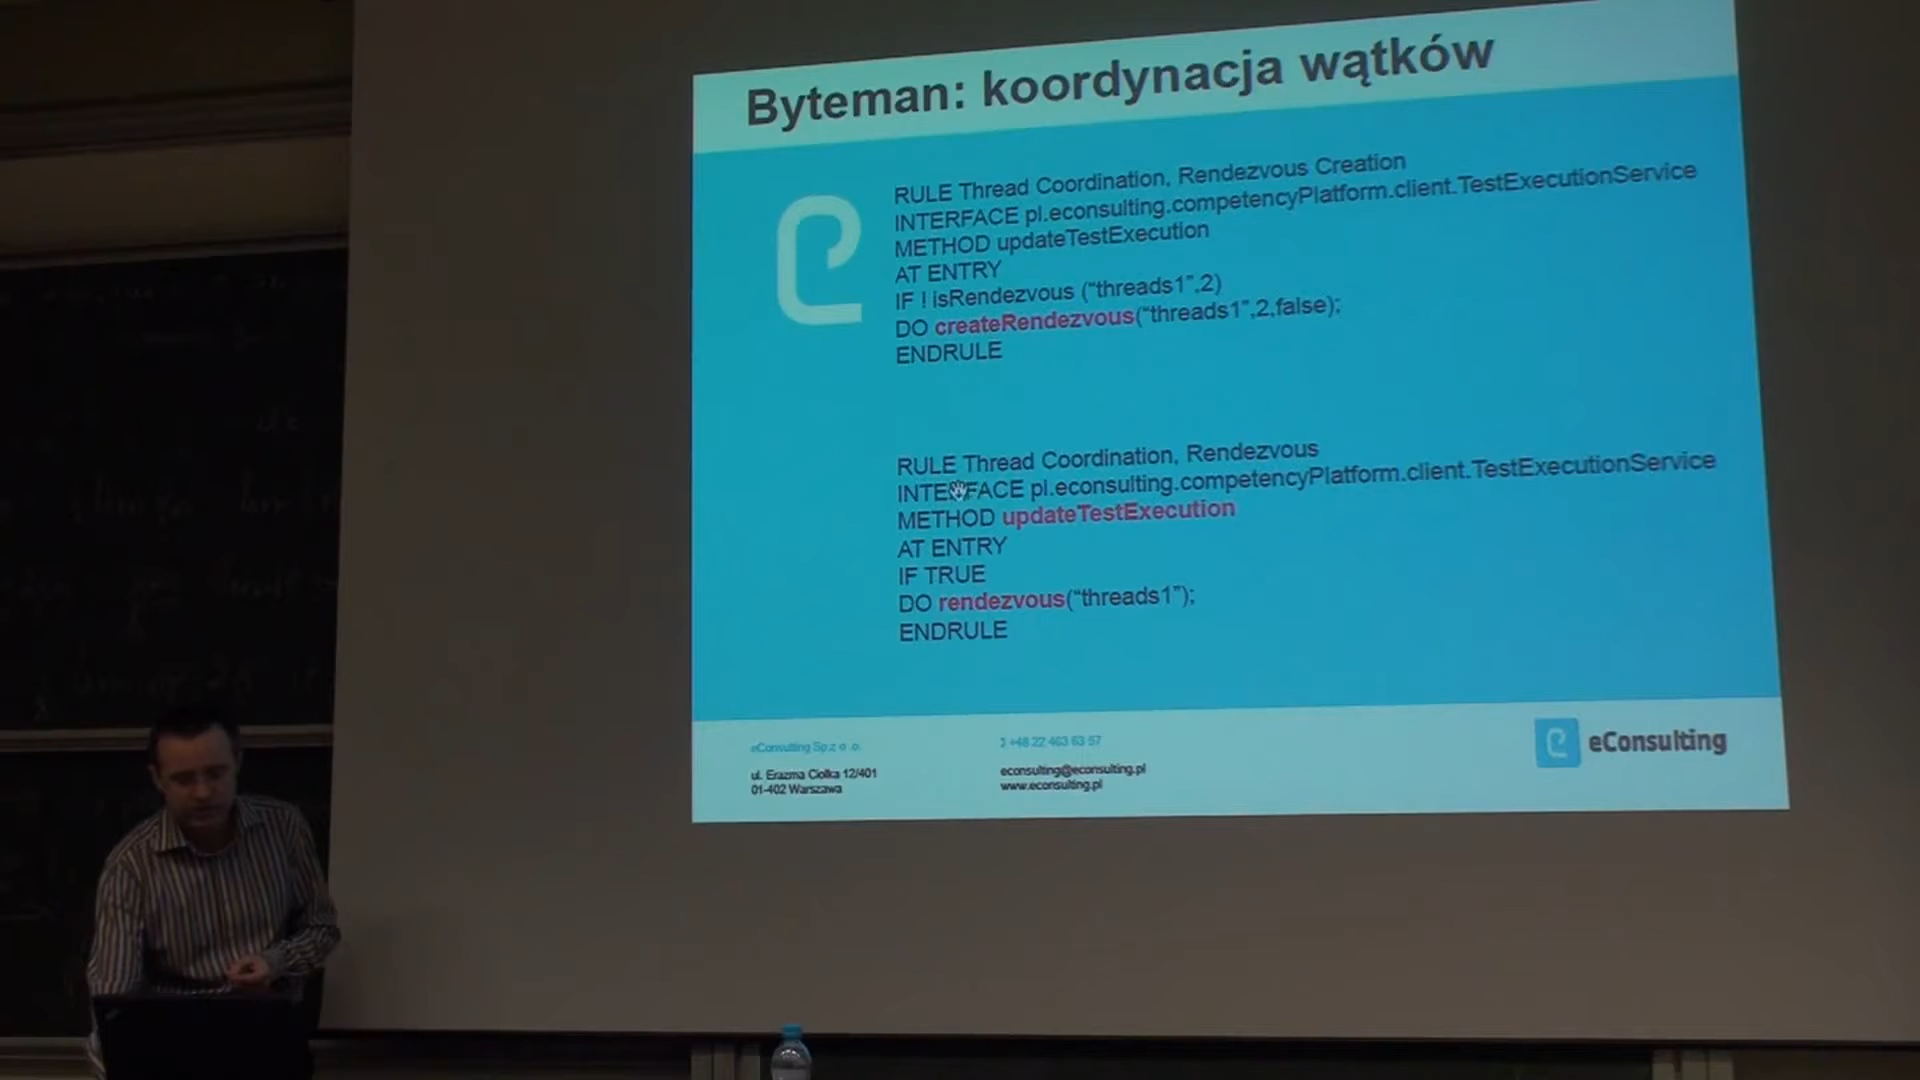 Byteman: koordynacja wątków
RULE Thread Coordination, Rendezvous Creation
INTERFACE pl.econsulting.competencyPlatform.client.TestExecutionService
METHOD updateTestExecution
AT ENTRY
IF ! isRendezvous (“threads1”,2)
DO createRendezvous(“threads1”,2,false);
ENDRULE
RULE Thread Coordination, Rendezvous
INTERFACE pl.econsulting.competencyPlatform.client.TestExecutionService
METHOD updateTestExecution
AT ENTRY
IF TRUE
DO rendezvous(“threads1”);
ENDRULE
eConsulting Sp.z o .o.
ul. Erazma Ciołka 12/401
01-402 Warszawa
+48 22 463 63 57
econsulting@econsulting.pl
www.econsulting.pl
eConsulting